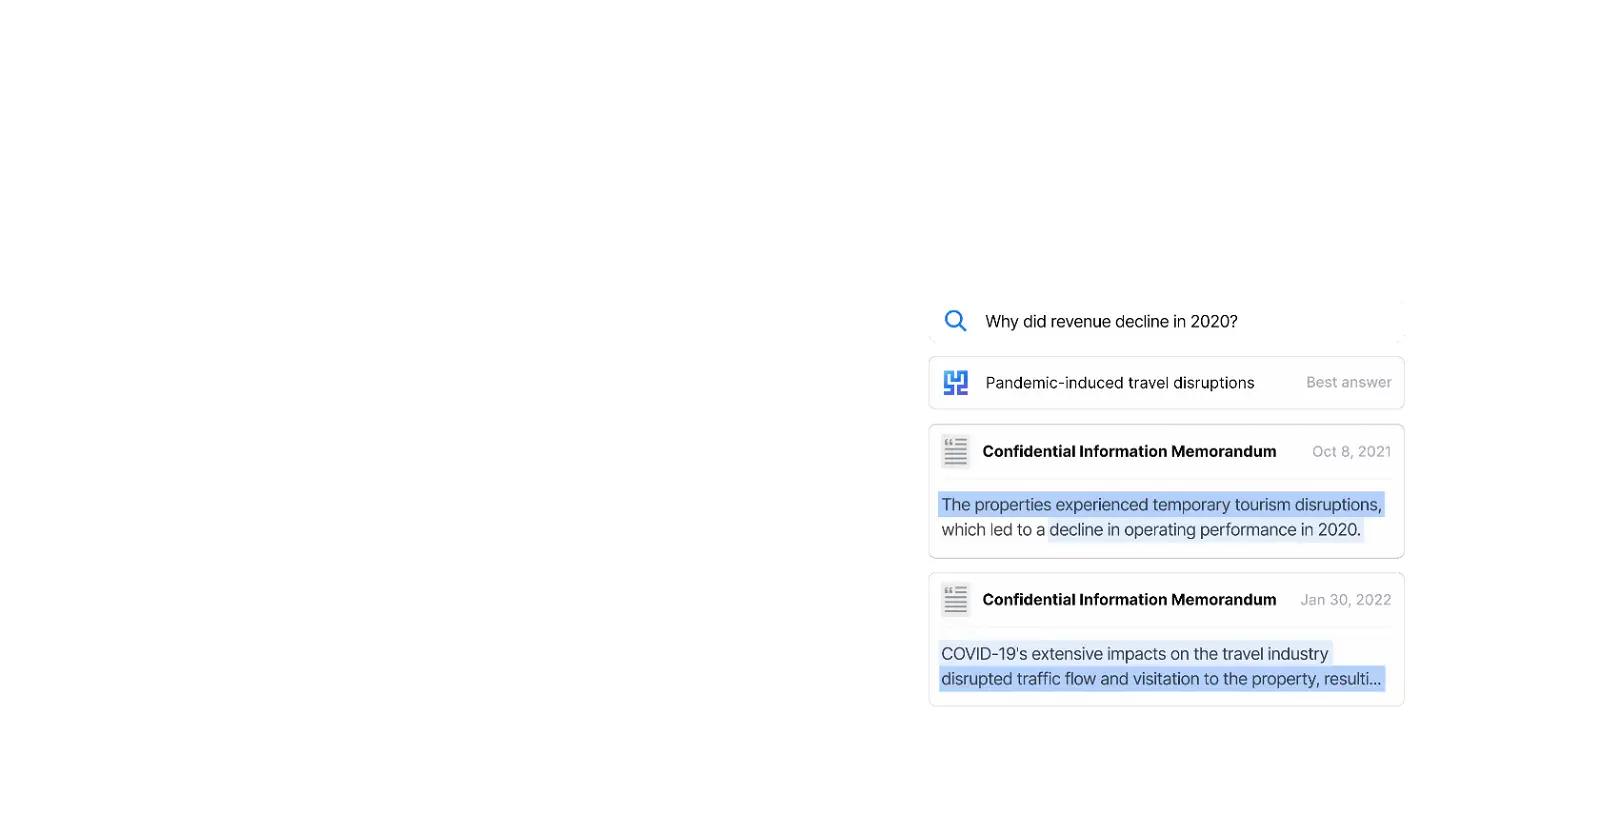 Why did revenue decline in 2020?
Pandemic-induced travel disruptions Best answer
Confidential Information Memorandum Oct 8, 2021
The properties experienced temporary tourism disruptions,
which led to a decline in operating performance in 2020.
Confidential Information Memorandum Jan 30, 2022
COVID-19's extensive impacts on the travel industry
disrupted traffic flow and visitation to the property, resulti...